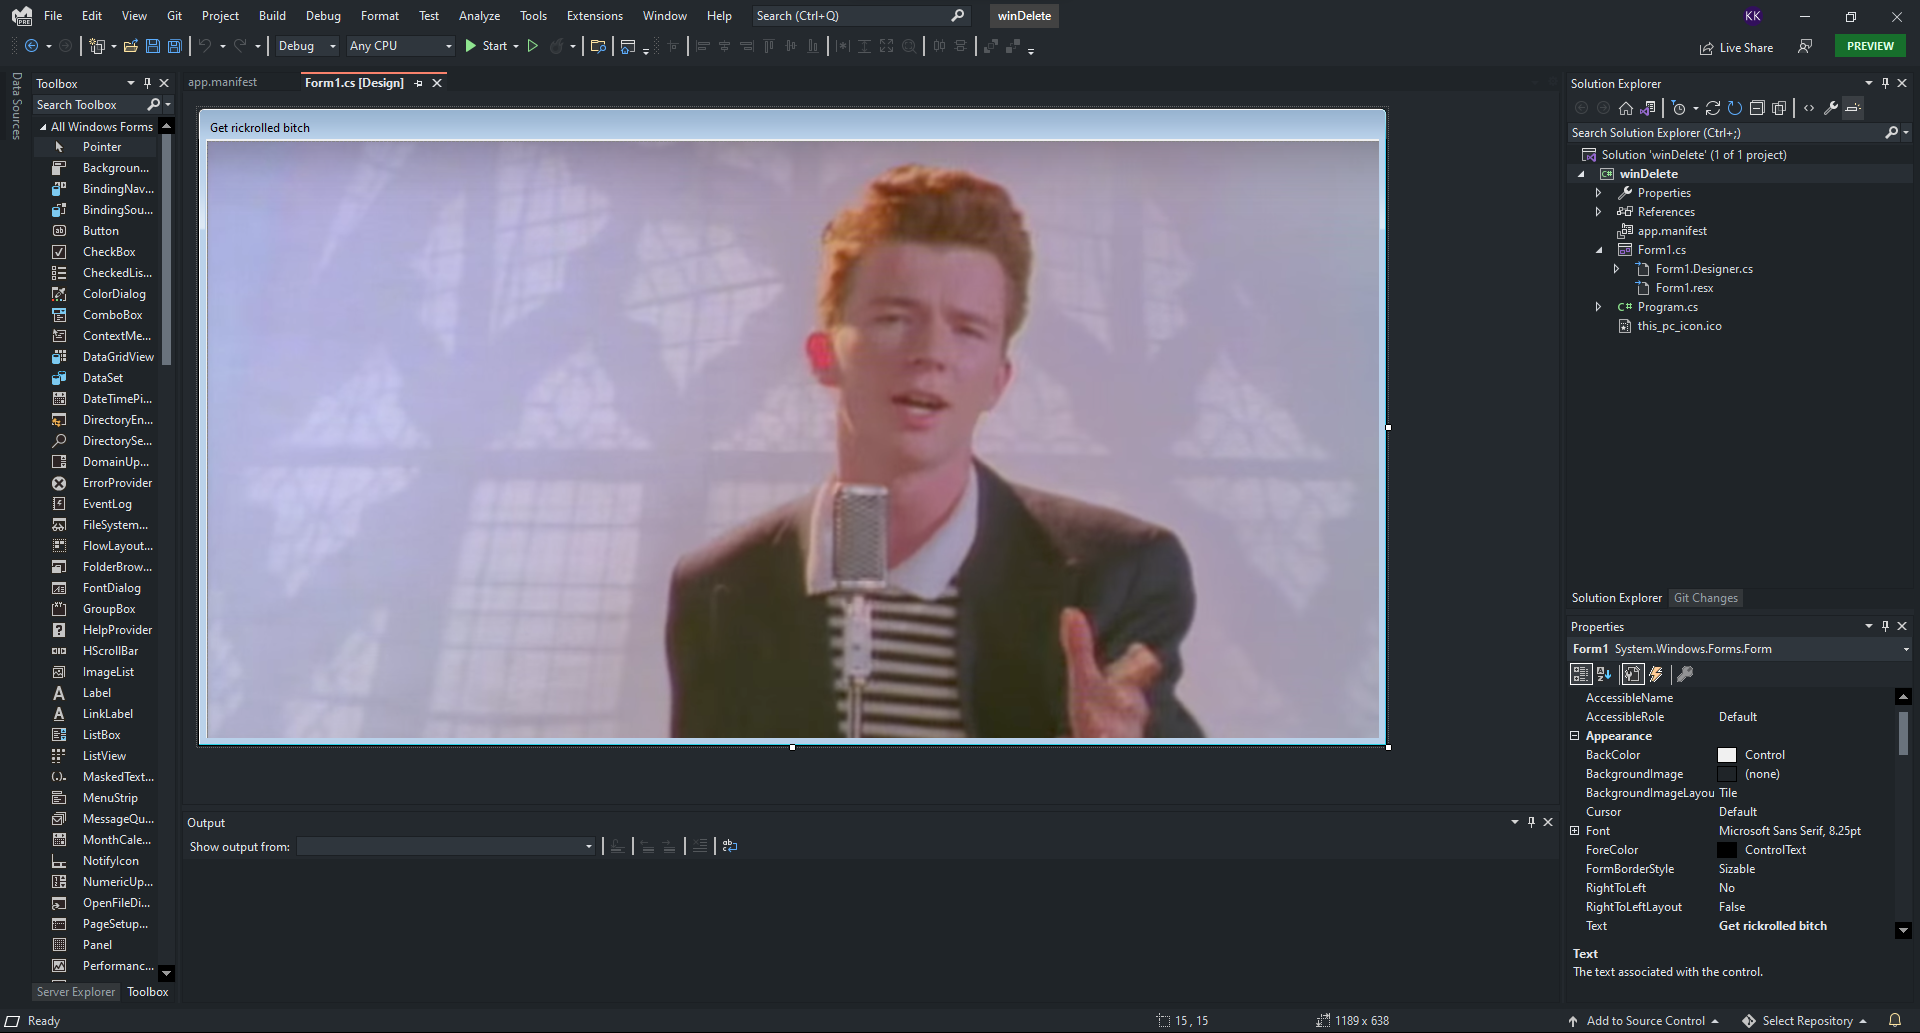 File Edit View Git Project Build Debug Format Test Analyze Tools Extensions Window Help Search (Ctrl+Q) winDelete KK
Debug Any CPU Start Live Share PREVIEW
Data Sources
Toolbox
Search Toolbox
All Windows Forms
Pointer
Backgroun...
BindingNav...
BindingSou...
Button
CheckBox
CheckedLis...
ColorDialog
ComboBox
ContextMe...
DataGridView
DataSet
DateTimePi...
DirectoryEn...
DirectorySe...
DomainUp...
ErrorProvider
EventLog
FileSystem...
FlowLayout...
FolderBrow...
FontDialog
GroupBox
HelpProvider
HScrollBar
ImageList
Label
LinkLabel
ListBox
ListView
MaskedText...
MenuStrip
MessageQu...
MonthCale...
NotifyIcon
NumericUp...
OpenFileDi...
PageSetup...
Panel
Performanc...
Server Explorer Toolbox
app.manifest Form1.cs [Design]
Get rickrolled bitch
Output
Show output from:
Solution Explorer
Search Solution Explorer (Ctrl+;)
Solution 'winDelete' (1 of 1 project)
winDelete
Properties
References
app.manifest
Form1.cs
Form1.Designer.cs
Form1.resx
C# Program.cs
this_pc_icon.ico
Solution Explorer Git Changes
Properties
Form1 System.Windows.Forms.Form
AccessibleName
AccessibleRole Default
Appearance
BackColor Control
BackgroundImage (none)
BackgroundImageLayou Tile
Cursor Default
Font Microsoft Sans Serif, 8.25pt
ForeColor ControlText
FormBorderStyle Sizable
RightToLeft No
RightToLeftLayout False
Text Get rickrolled bitch
Text
The text associated with the control.
Ready 15 , 15 1189 x 638 Add to Source Control Select Repository